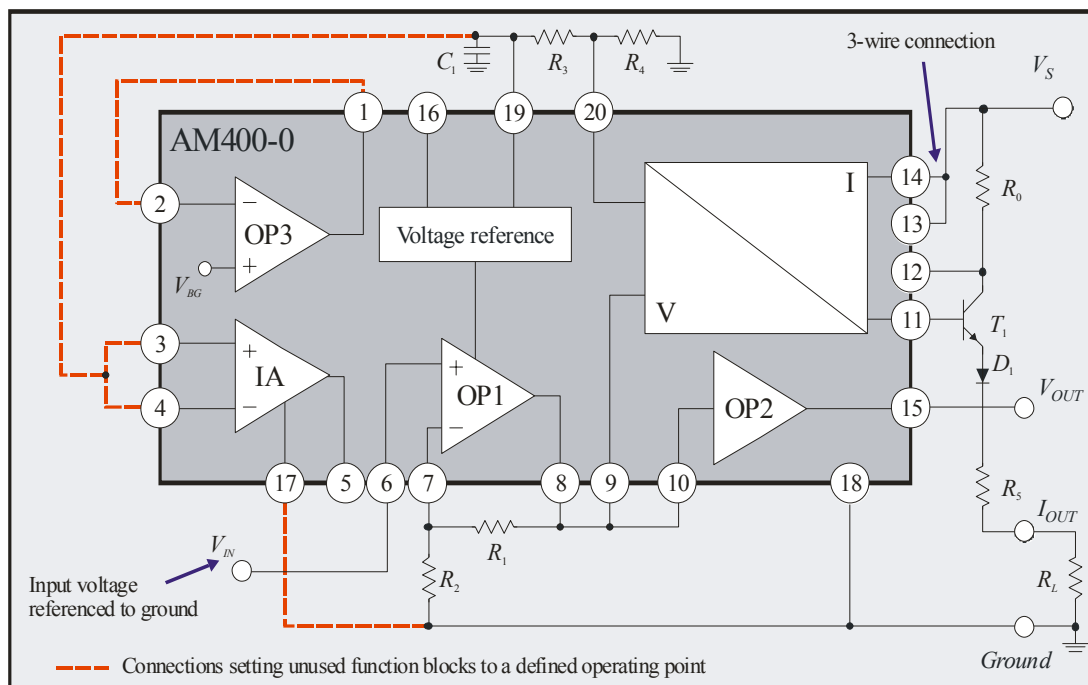 3-wire connection
V_S
C_1
R_3
R_4
1
16
19
20
AM400-0
14
I
R_0
2
−
OP3
+
Voltage reference
13
V_BG
12
V
11
T_1
3
+
IA
−
4
+
OP1
−
OP2
D_1
15
V_OUT
17
5
6
7
8
9
10
18
R_5
I_OUT
V_IN
R_1
R_2
R_L
Input voltage
referenced to ground
Ground
Connections setting unused function blocks to a defined operating point